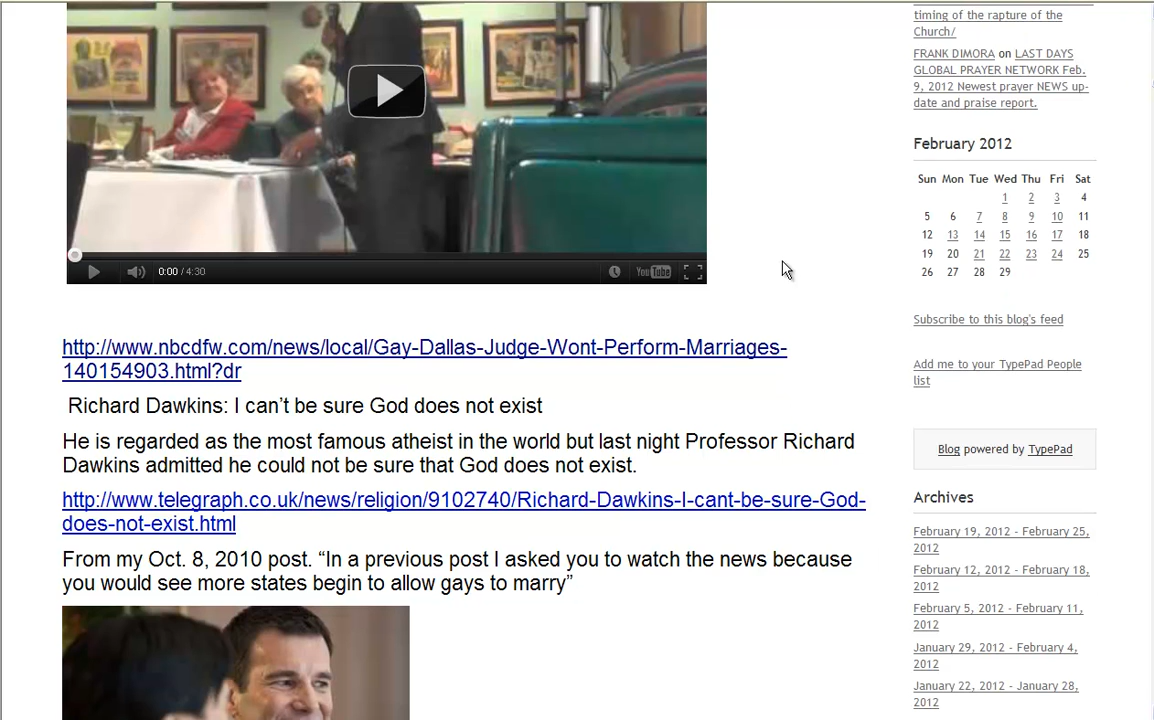 0:00 / 4:30
YouTube
http://www.nbcdfw.com/news/local/Gay-Dallas-Judge-Wont-Perform-Marriages-
140154903.html?dr
Richard Dawkins: I can’t be sure God does not exist
He is regarded as the most famous atheist in the world but last night Professor Richard
Dawkins admitted he could not be sure that God does not exist.
http://www.telegraph.co.uk/news/religion/9102740/Richard-Dawkins-I-cant-be-sure-God-
does-not-exist.html
From my Oct. 8, 2010 post. “In a previous post I asked you to watch the news because
you would see more states begin to allow gays to marry”
timing of the rapture of the
Church/
FRANK DIMORA on LAST DAYS
GLOBAL PRAYER NETWORK Feb.
9, 2012 Newest prayer NEWS up-
date and praise report.
February 2012
Sun Mon Tue Wed Thu Fri Sat
1 2 3 4
5 6 7 8 9 10 11
12 13 14 15 16 17 18
19 20 21 22 23 24 25
26 27 28 29
Subscribe to this blog's feed
Add me to your TypePad People
list
Blog powered by TypePad
Archives
February 19, 2012 - February 25,
2012
February 12, 2012 - February 18,
2012
February 5, 2012 - February 11,
2012
January 29, 2012 - February 4,
2012
January 22, 2012 - January 28,
2012